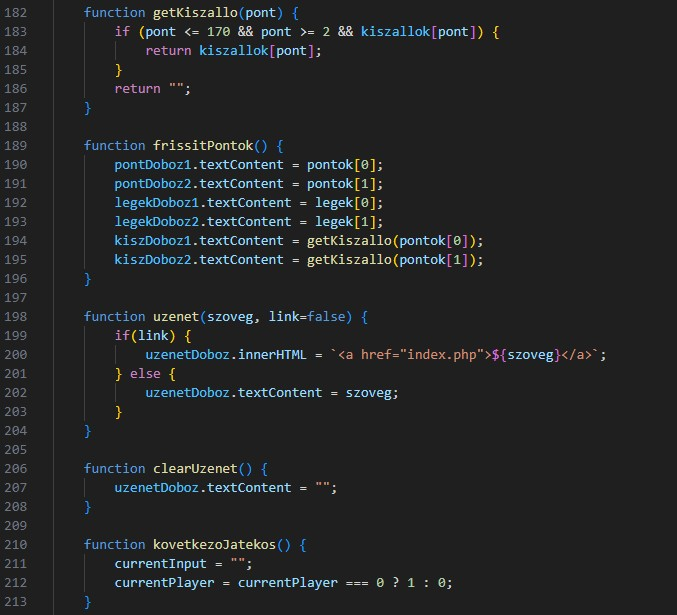 182 function getKiszallo(pont) {
183 if (pont <= 170 && pont >= 2 && kiszallok[pont]) {
184 return kiszallok[pont];
185 }
186 return "";
187 }
188
189 function frissitPontok() {
190 pontDoboz1.textContent = pontok[0];
191 pontDoboz2.textContent = pontok[1];
192 legekDoboz1.textContent = legek[0];
193 legekDoboz2.textContent = legek[1];
194 kiszDoboz1.textContent = getKiszallo(pontok[0]);
195 kiszDoboz2.textContent = getKiszallo(pontok[1]);
196 }
197
198 function uzenet(szoveg, link=false) {
199 if(link) {
200 uzenetDoboz.innerHTML = `<a href="index.php">${szoveg}</a>`;
201 } else {
202 uzenetDoboz.textContent = szoveg;
203 }
204 }
205
206 function clearUzenet() {
207 uzenetDoboz.textContent = "";
208 }
209
210 function kovetkezoJatekos() {
211 currentInput = "";
212 currentPlayer = currentPlayer === 0 ? 1 : 0;
213 }